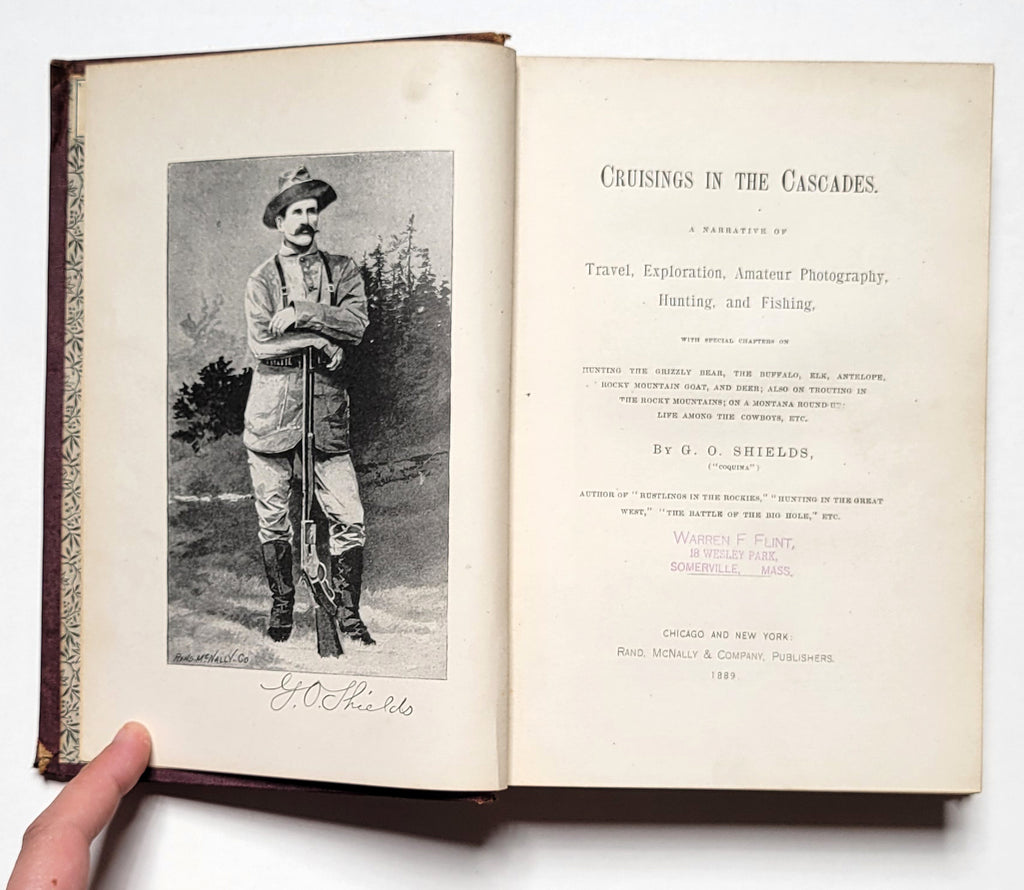 RAND. McNALLY. CO
G. O. Shields
CRUISINGS IN THE CASCADES.
A NARRATIVE OF
Travel, Exploration, Amateur Photography,
Hunting, and Fishing,
WITH SPECIAL CHAPTERS ON
HUNTING THE GRIZZLY BEAR, THE BUFFALO, ELK, ANTELOPE,
ROCKY MOUNTAIN GOAT, AND DEER; ALSO ON TROUTING IN
THE ROCKY MOUNTAINS; ON A MONTANA ROUND-UP;
LIFE AMONG THE COWBOYS, ETC.
BY G. O. SHIELDS,
("COQUINA")
AUTHOR OF "RUSTLINGS IN THE ROCKIES," "HUNTING IN THE GREAT
WEST," "THE BATTLE OF THE BIG HOLE," ETC.
WARREN F FLINT,
18 WESLEY PARK,
SOMERVILLE, MASS.
CHICAGO AND NEW YORK:
RAND, MCNALLY & COMPANY, PUBLISHERS.
1889